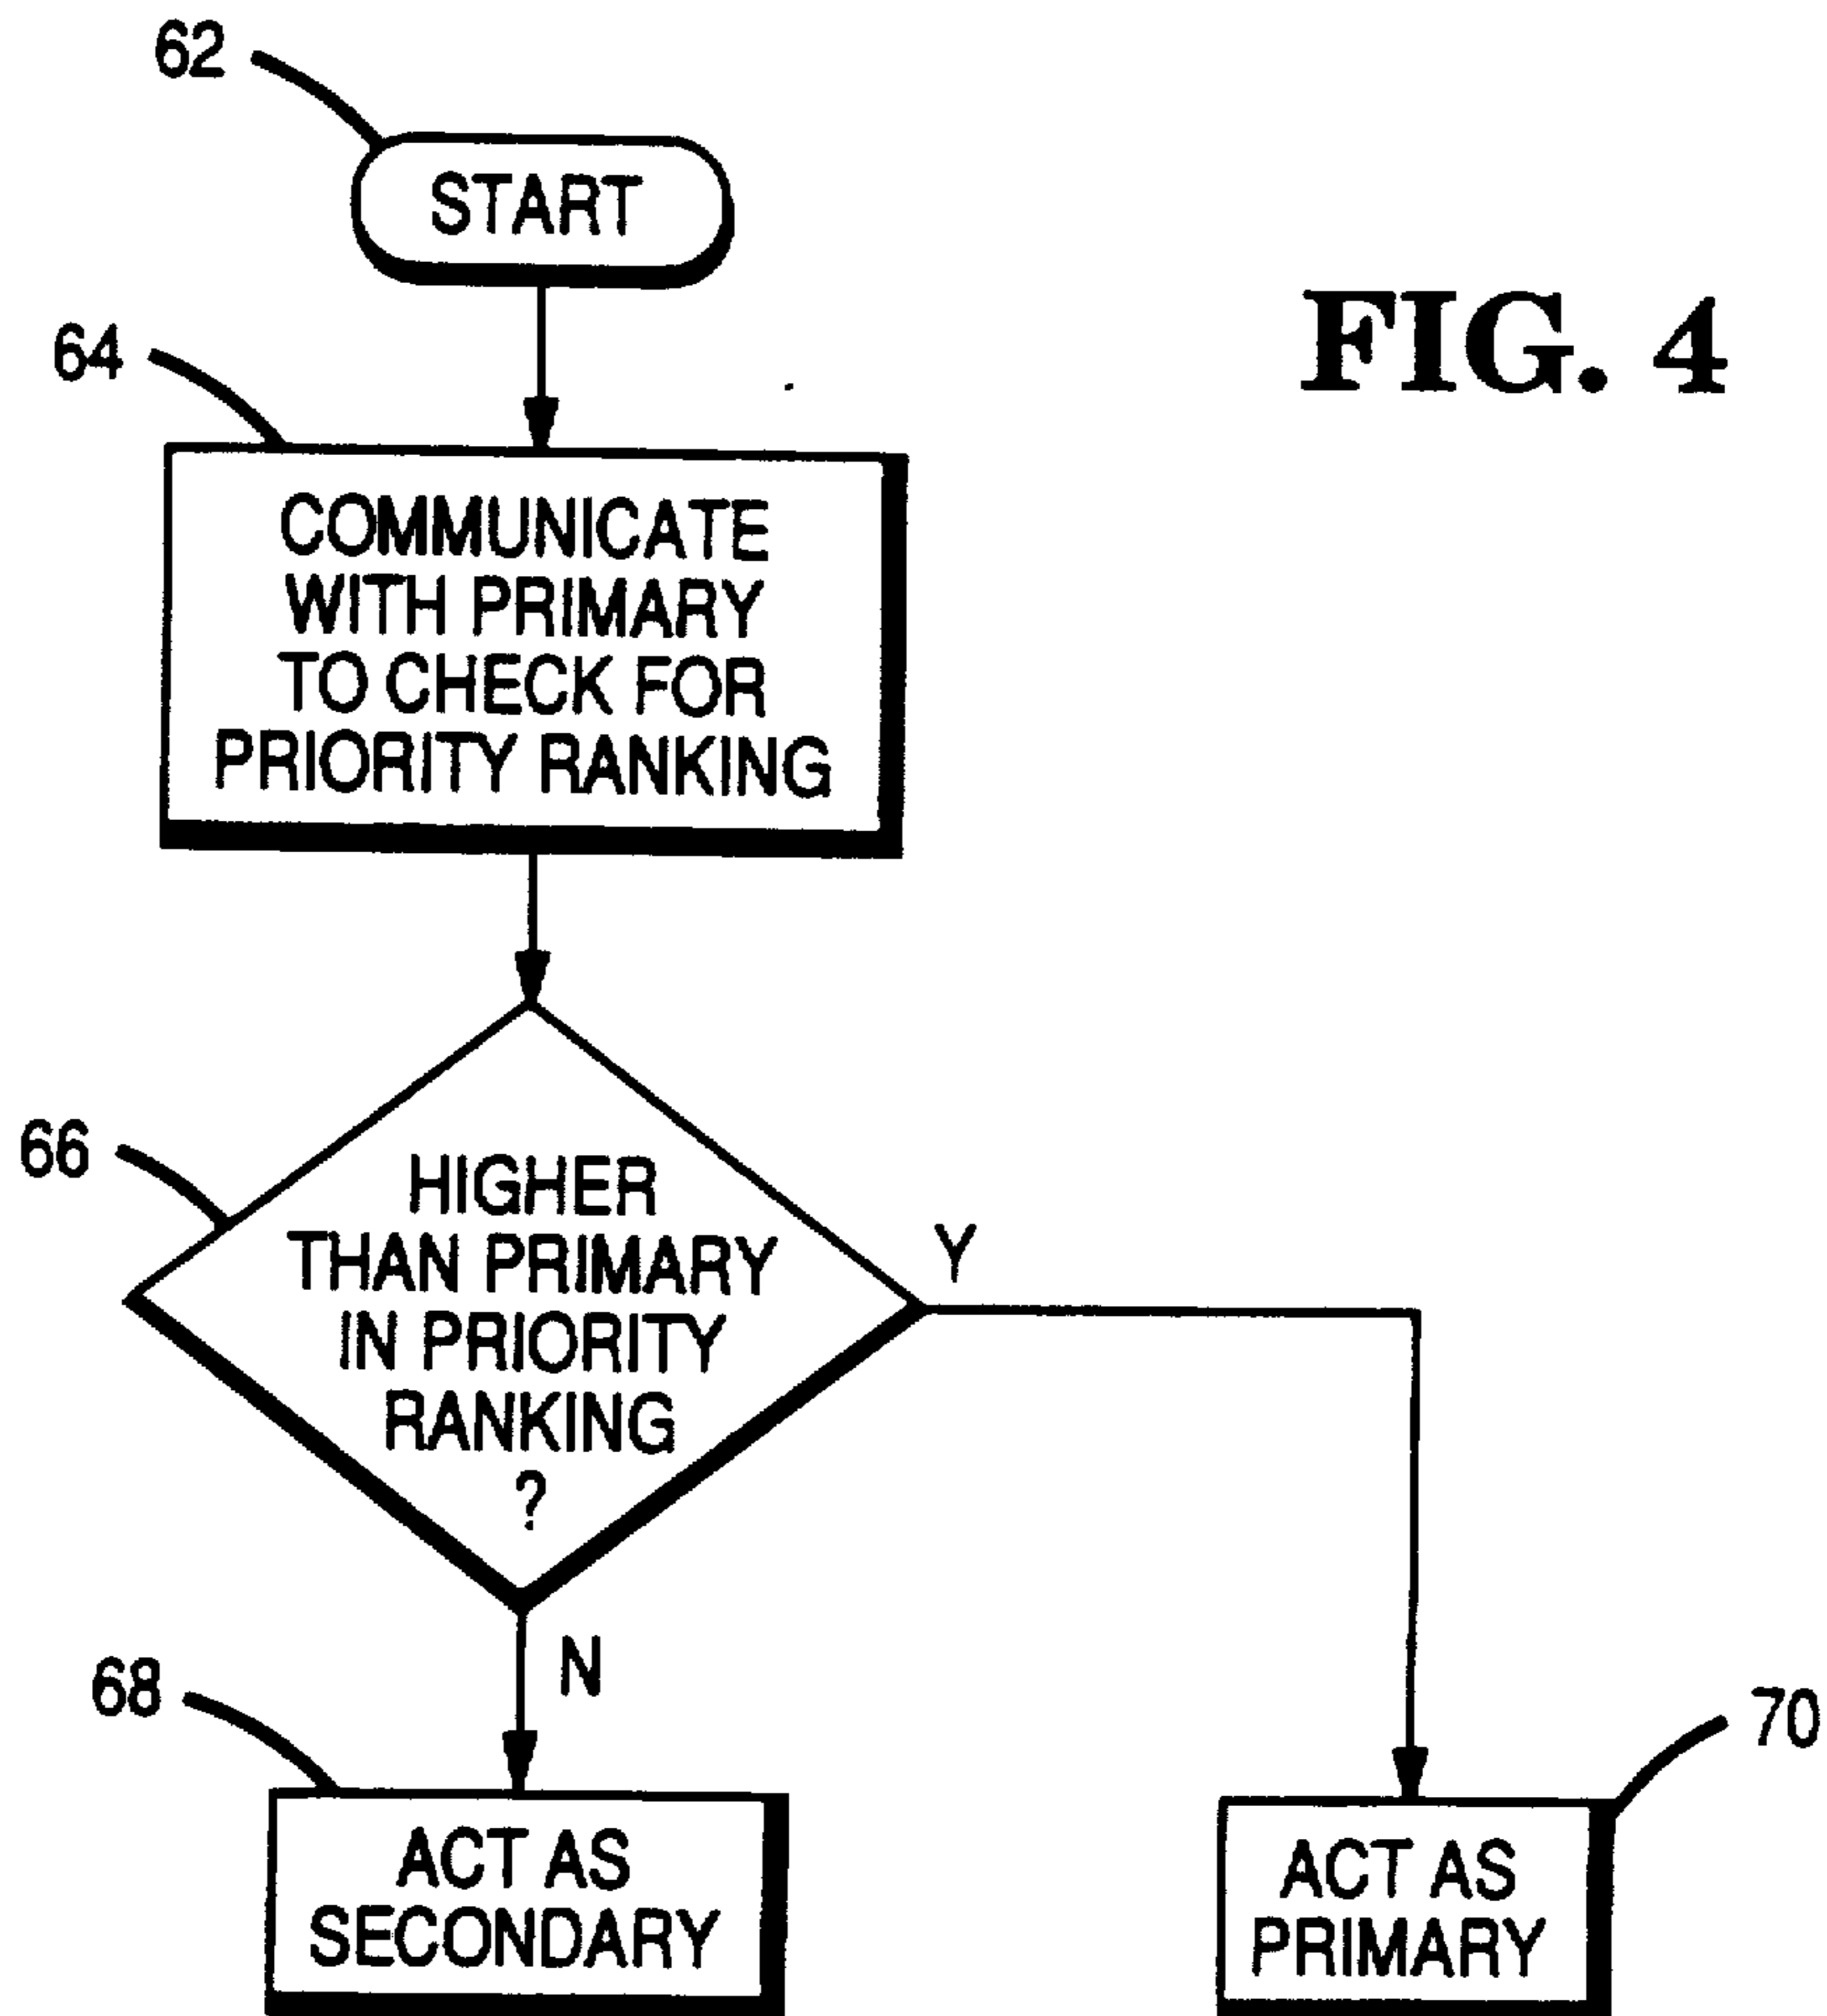 62
START
FIG. 4
64
COMMUNICATE
WITH PRIMARY
TO CHECK FOR
PRIORITY RANKING
66
HIGHER
THAN PRIMARY
IN PRIORITY
RANKING
?
Y
N
68
ACT AS
SECONDARY
70
ACT AS
PRIMARY